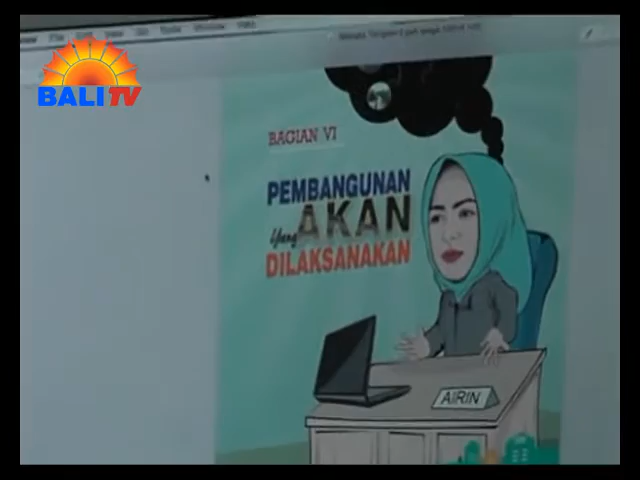 BALI TV
BAGIAN VI
PEMBANGUNAN
yang AKAN
DILAKSANAKAN
AIRIN